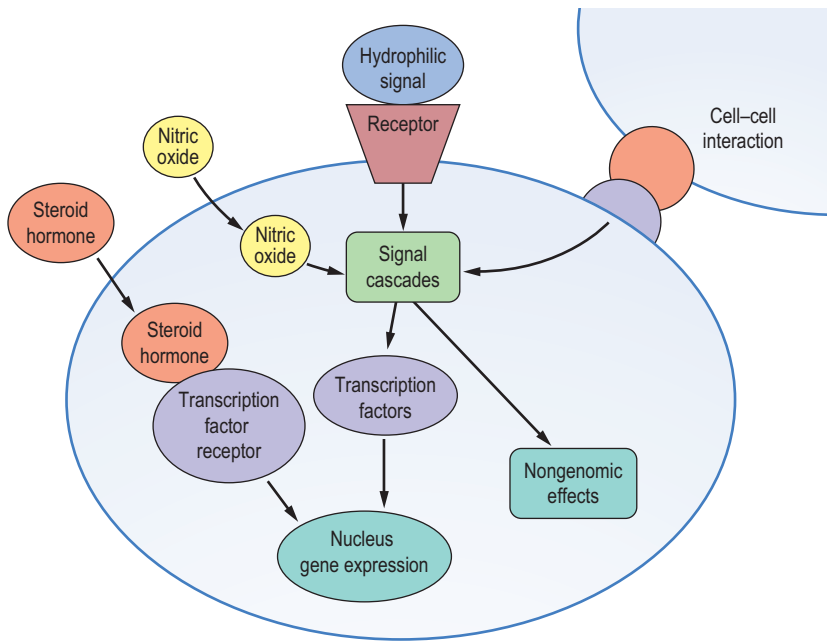 Hydrophilic
signal
Receptor
Cell–cell
interaction
Nitric
oxide
Steroid
hormone
Nitric
oxide
Signal
cascades
Steroid
hormone
Transcription
factor
receptor
Transcription
factors
Nongenomic
effects
Nucleus
gene expression